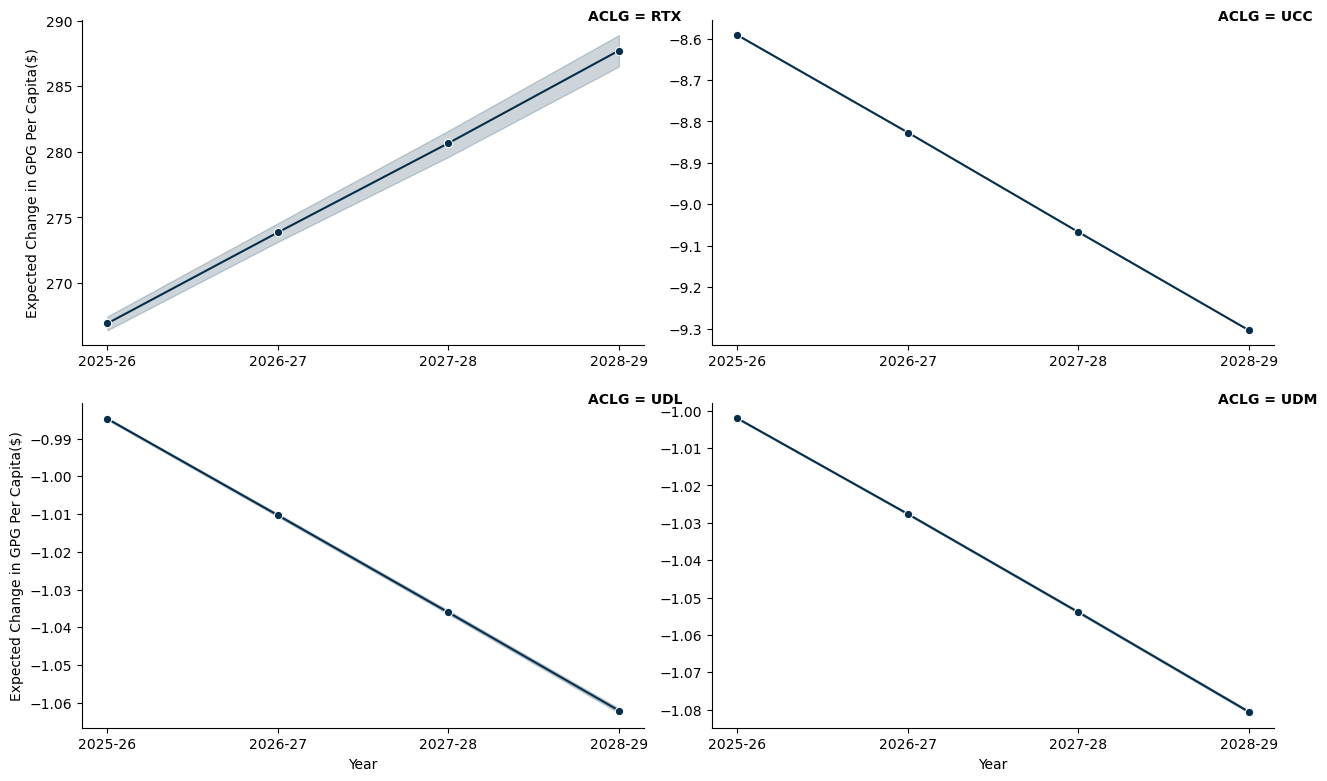 ACLG = RTX
Expected Change in GPG Per Capita($)
290
285
280
275
270
2025-26 2026-27 2027-28 2028-29
ACLG = UCC
−8.6
−8.7
−8.8
−8.9
−9.0
−9.1
−9.2
−9.3
2025-26 2026-27 2027-28 2028-29
ACLG = UDL
Expected Change in GPG Per Capita($)
−0.99
−1.00
−1.01
−1.02
−1.03
−1.04
−1.05
−1.06
2025-26 2026-27 2027-28 2028-29
Year
ACLG = UDM
−1.00
−1.01
−1.02
−1.03
−1.04
−1.05
−1.06
−1.07
−1.08
2025-26 2026-27 2027-28 2028-29
Year